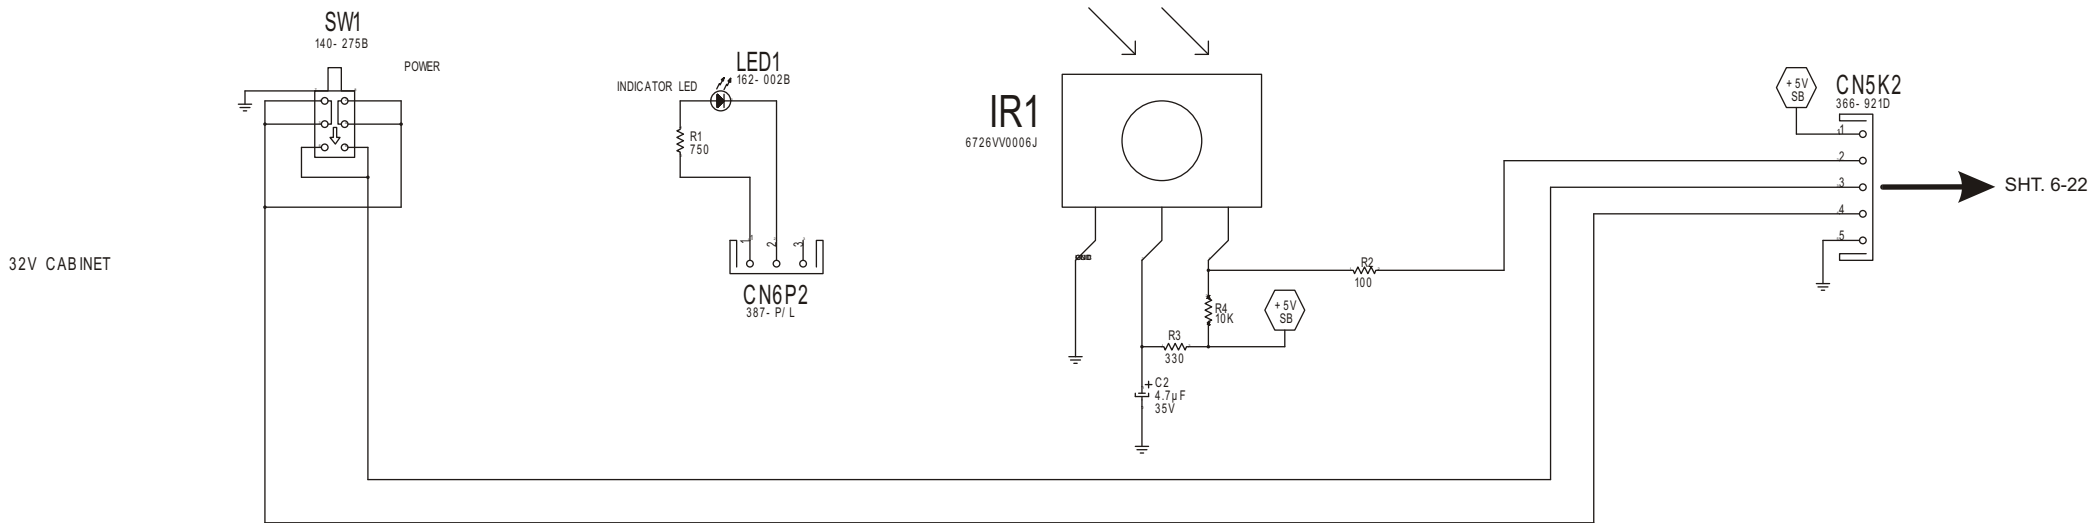 SW1
140- 275B
POWER
INDICATOR LED
LED1
162- 002B
R1
750
1
2
3
CN6P2
387- P/ L
32V CABINET
IR1
6726VV0006J
GND
R2
100
R4
10K
+ 5V
SB
R3
330
+
C2
4.7µF
35V
+ 5V
SB
CN5K2
366- 921D
1
2
3
4
5
SHT. 6-22